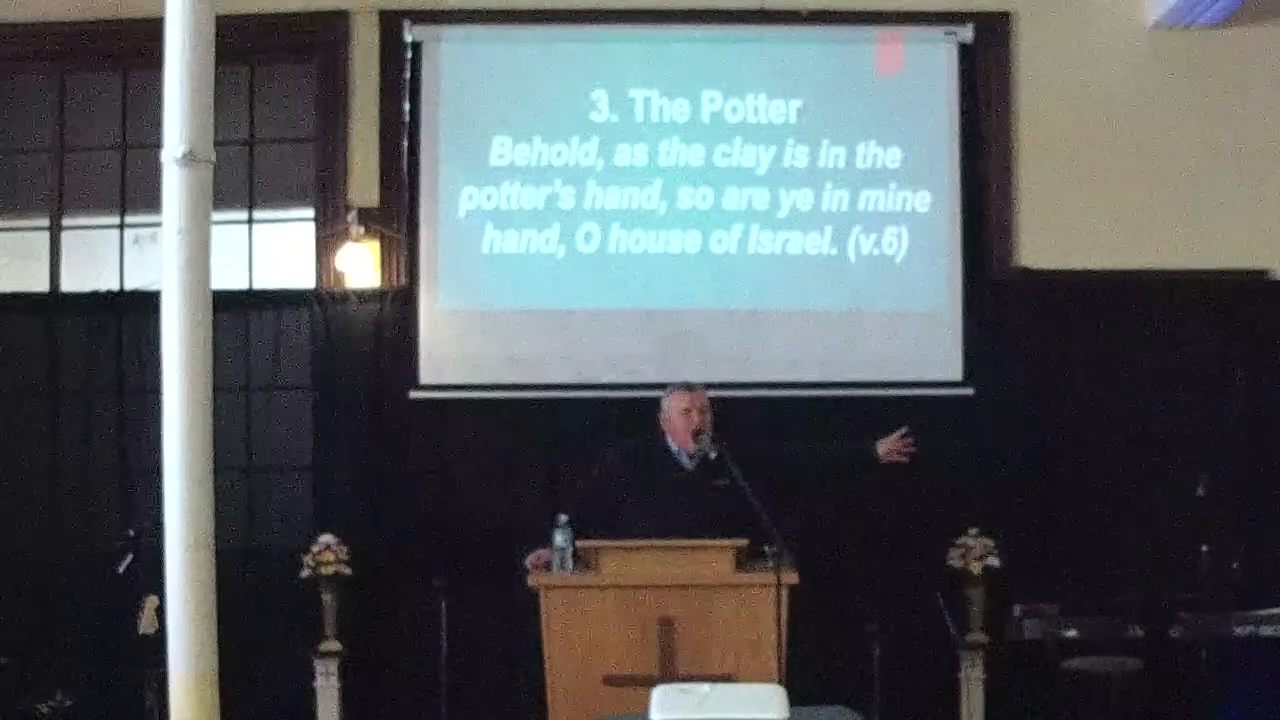 3. The Potter
Behold, as the clay is in the
potter's hand, so are ye in mine
hand, O house of Israel. (v.6)